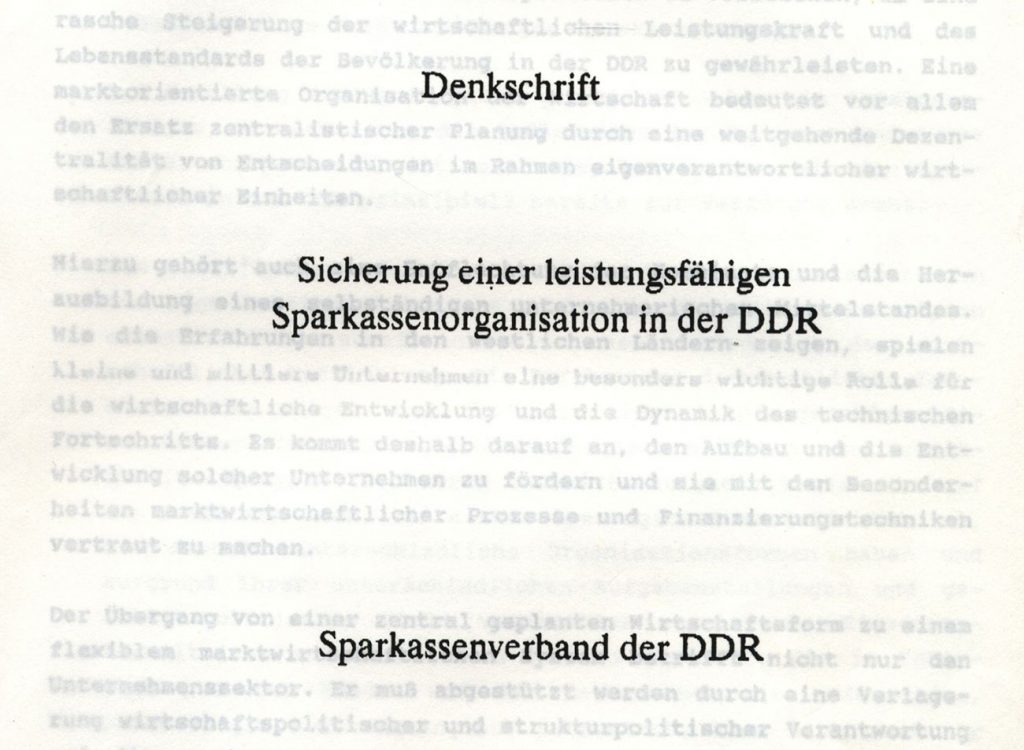 rasche Steigerung der wirtschaftlichen Leistungskraft und des
Lebensstandards der Bevölkerung in der DDR zu gewährleisten. Eine
Denkschrift
marktorientierte Organisation der Wirtschaft bedeutet vor allem
den Ersatz zentralistischer Planung durch eine weitgehende Dezen-
tralität von Entscheidungen im Rahmen eigenverantwortlicher wirt-
schaftlicher Einheiten.
Hierzu gehört auch und die Her-
Sicherung einer leistungsfähigen
ausbildung eines selbständigen unternehmerischen Mittelstandes.
Sparkassenorganisation in der DDR
Wie die Erfahrungen in den westlichen Ländern zeigen, spielen
kleine und mittlere Unternehmen eine besonders wichtige Rolle für
die wirtschaftliche Entwicklung und die Dynamik des technischen
Fortschritts. Es kommt deshalb darauf an, den Aufbau und die Ent-
wicklung solcher Unternehmen zu fördern und sie mit den Besonder-
heiten marktwirtschaftlicher Prozesse und Finanzierungstechniken
vertraut zu machen.
Der Übergang von einer zentral geplanten Wirtschaftsform zu einem
Sparkassenverband der DDR
flexiblen nicht nur den
Unternehmenssektor. Er muß abgestützt werden durch eine Verlage-
rung wirtschaftspolitischer und strukturpolitischer Verantwortung